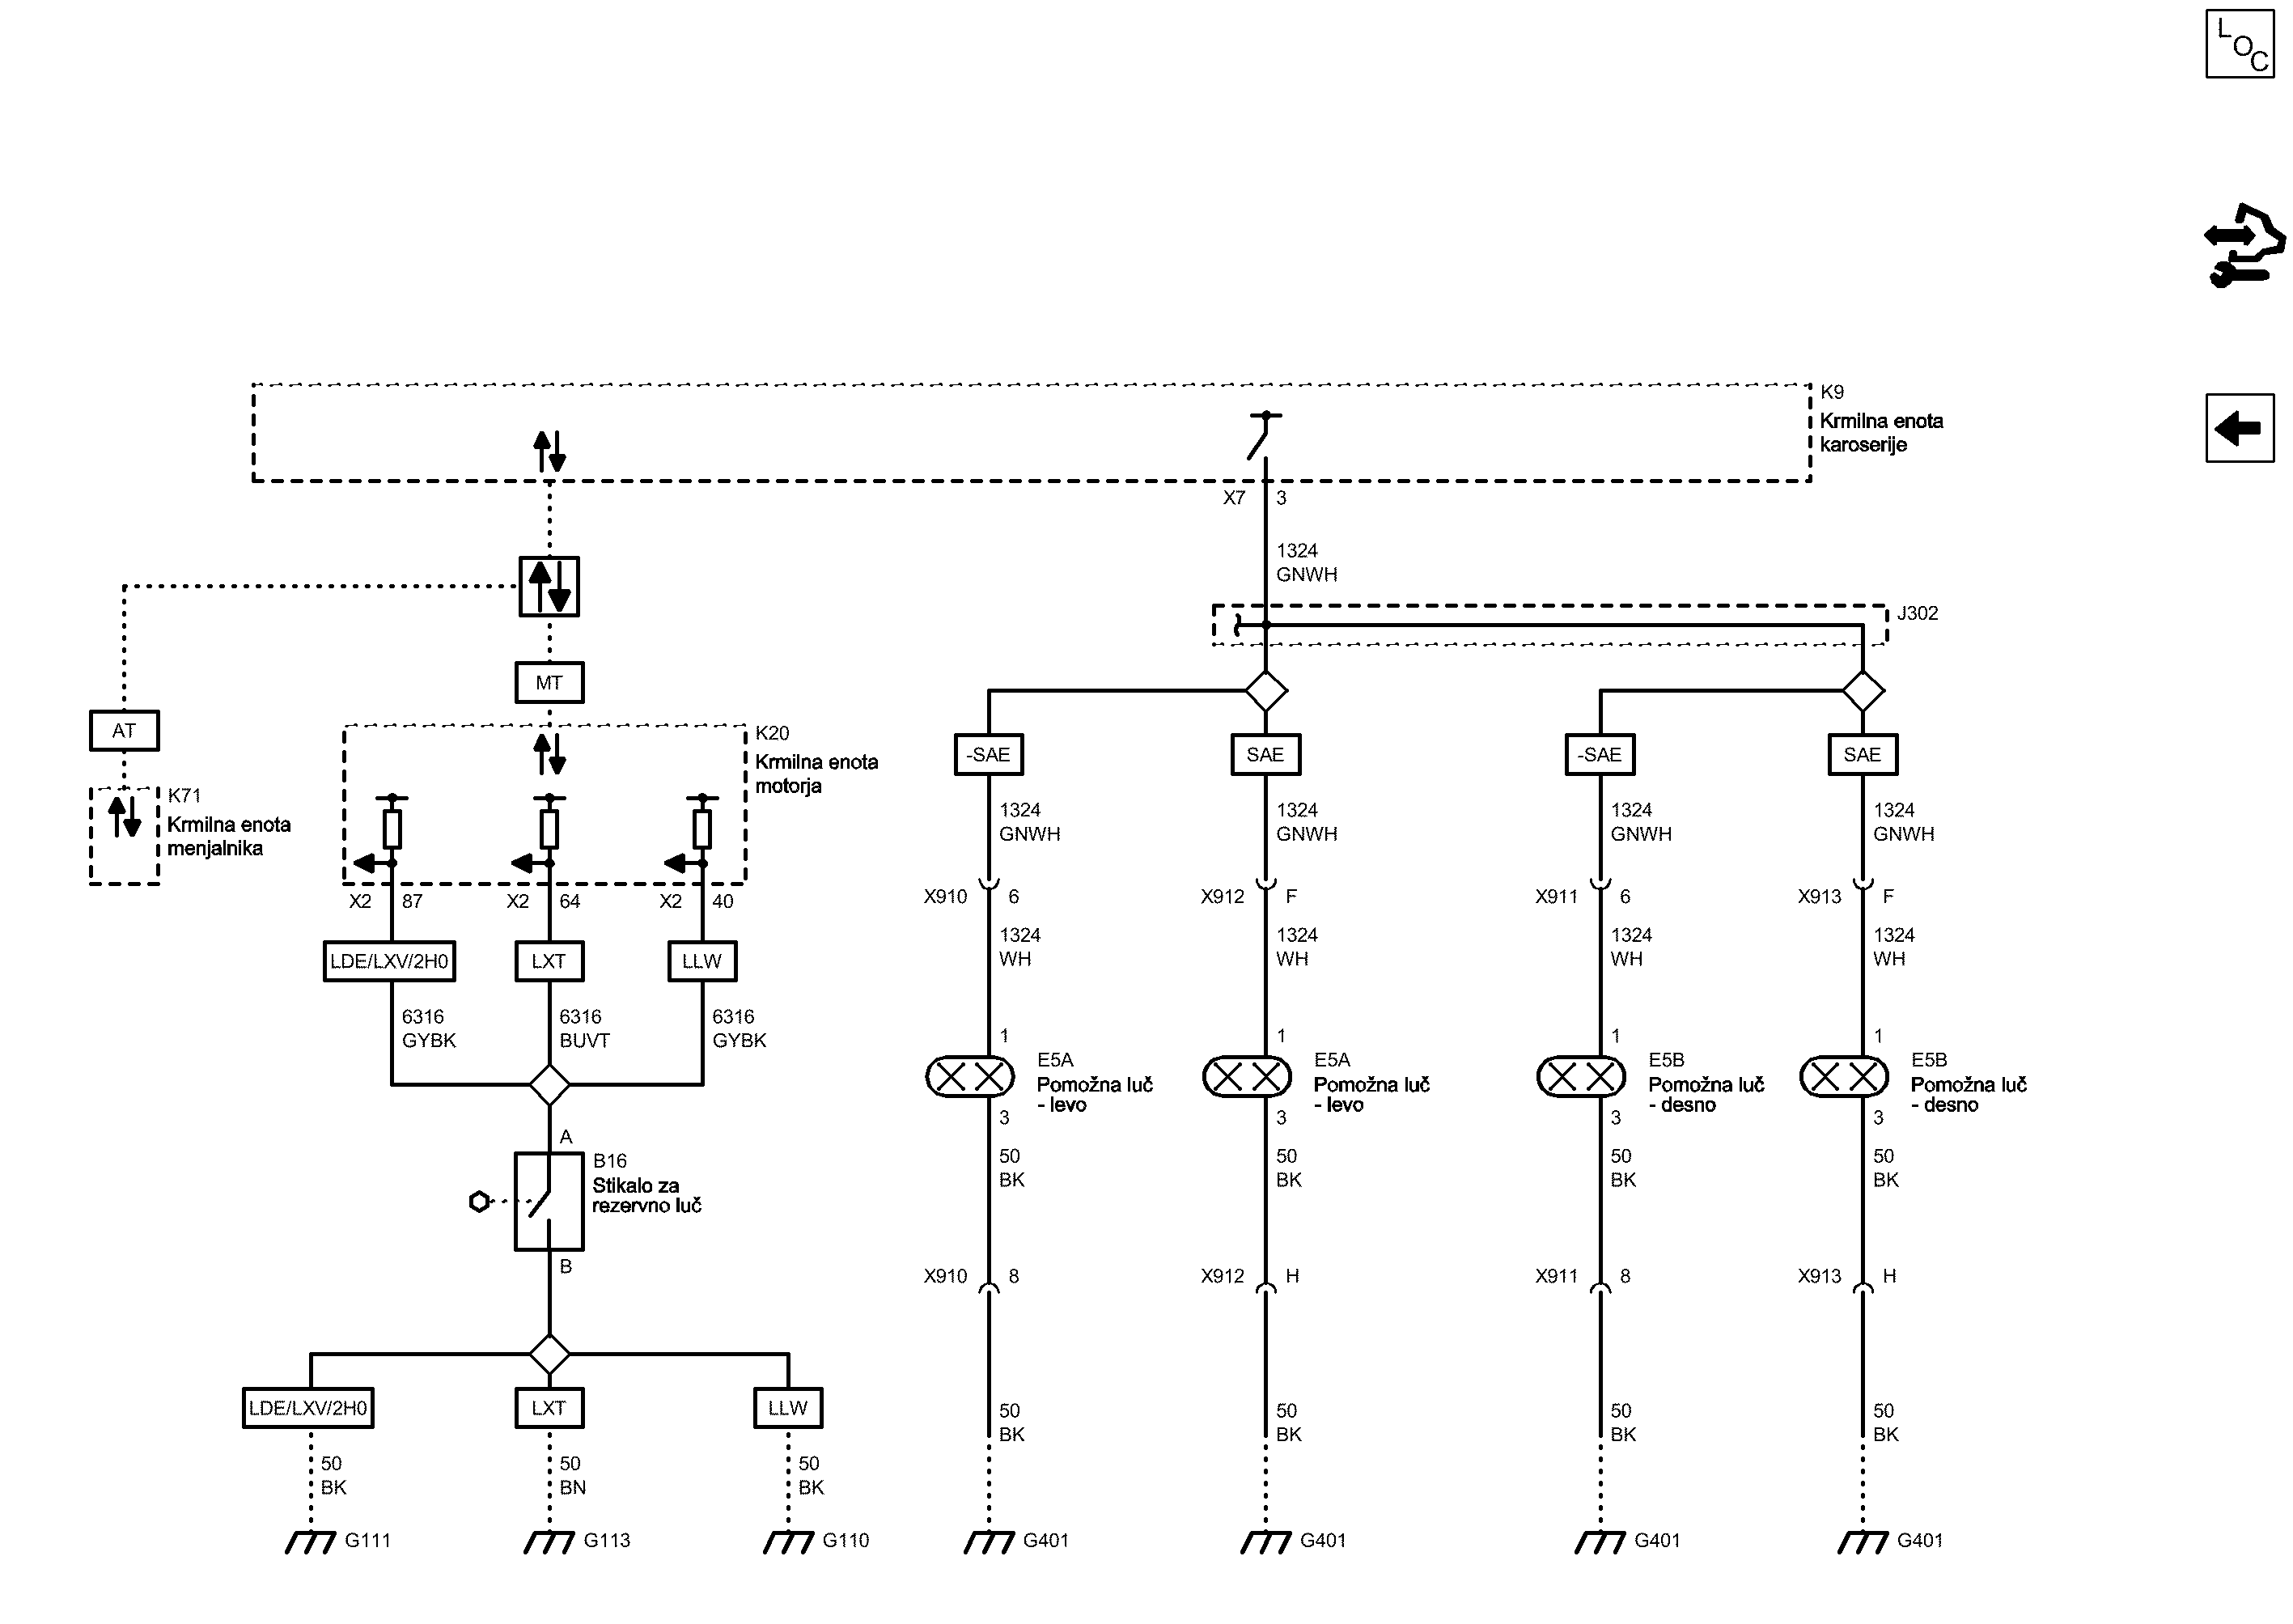 LOC
K9
Krmilna enota
karoserije
X7 3
1324
GNWH
J302
MT
AT
K71
Krmilna enota
menjalnika
K20
Krmilna enota
motorja
X2 87 X2 64 X2 40
LDE/LXV/2H0 LXT LLW
6316 6316 6316
GYBK BUVT GYBK
A
B16
Stikalo za
rezervno luč
B
LDE/LXV/2H0 LXT LLW
50 50 50
BK BN BK
G111 G113 G110
-SAE SAE -SAE SAE
1324 1324 1324 1324
GNWH GNWH GNWH GNWH
X910 6 X912 F X911 6 X913 F
1324 1324 1324 1324
WH WH WH WH
1 1 1 1
E5A E5A E5B E5B
Pomožna luč Pomožna luč Pomožna luč Pomožna luč
- levo - levo - desno - desno
3 3 3 3
50 50 50 50
BK BK BK BK
X910 8 X912 H X911 8 X913 H
50 50 50 50
BK BK BK BK
G401 G401 G401 G401